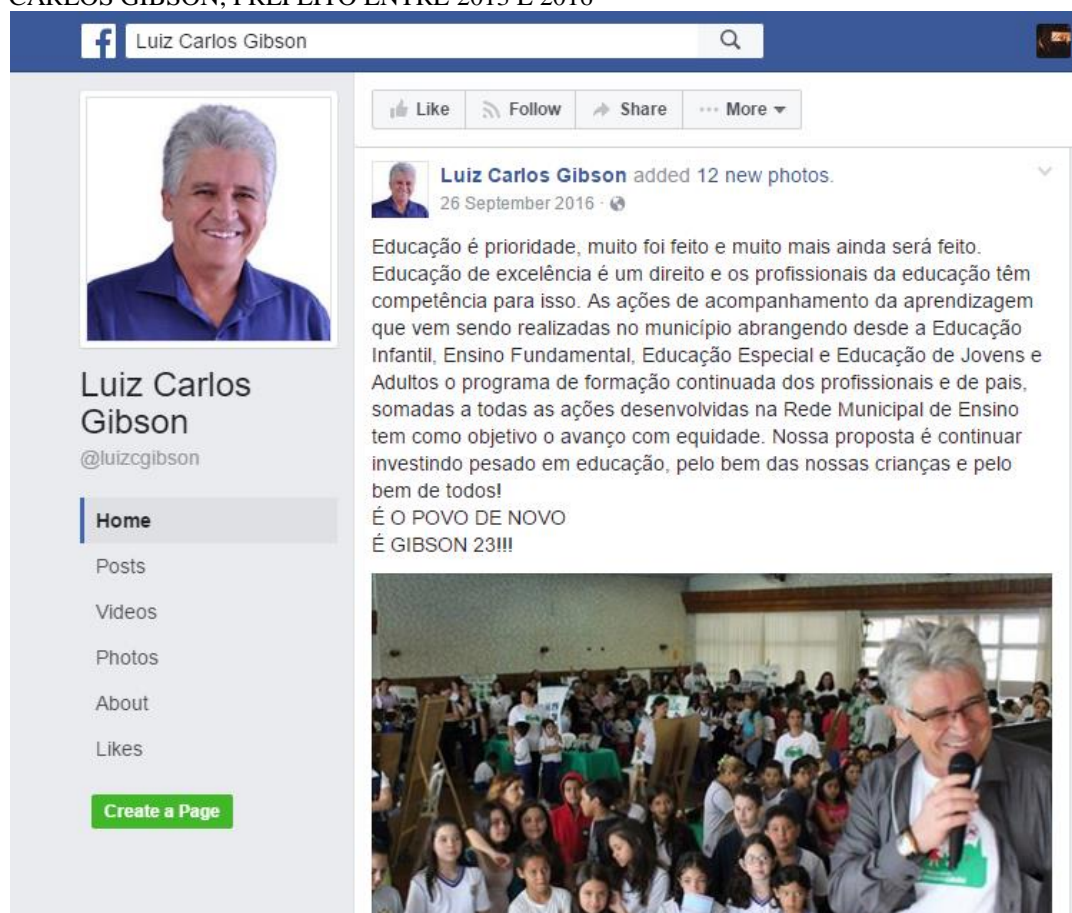 CARLOS GIBSON, PREFEITO ENTRE 2013 E 2016
Luiz Carlos Gibson
Like Follow Share More
Luiz Carlos Gibson added 12 new photos.
26 September 2016
Educação é prioridade, muito foi feito e muito mais ainda será feito.
Educação de excelência é um direito e os profissionais da educação têm
competência para isso. As ações de acompanhamento da aprendizagem
que vem sendo realizadas no município abrangendo desde a Educação
Infantil, Ensino Fundamental, Educação Especial e Educação de Jovens e
Adultos o programa de formação continuada dos profissionais e de pais,
somadas a todas as ações desenvolvidas na Rede Municipal de Ensino
tem como objetivo o avanço com equidade. Nossa proposta é continuar
investindo pesado em educação, pelo bem das nossas crianças e pelo
bem de todos!
É O POVO DE NOVO
É GIBSON 23!!!
Luiz Carlos
Gibson
@luizcgibson
Home
Posts
Videos
Photos
About
Likes
Create a Page